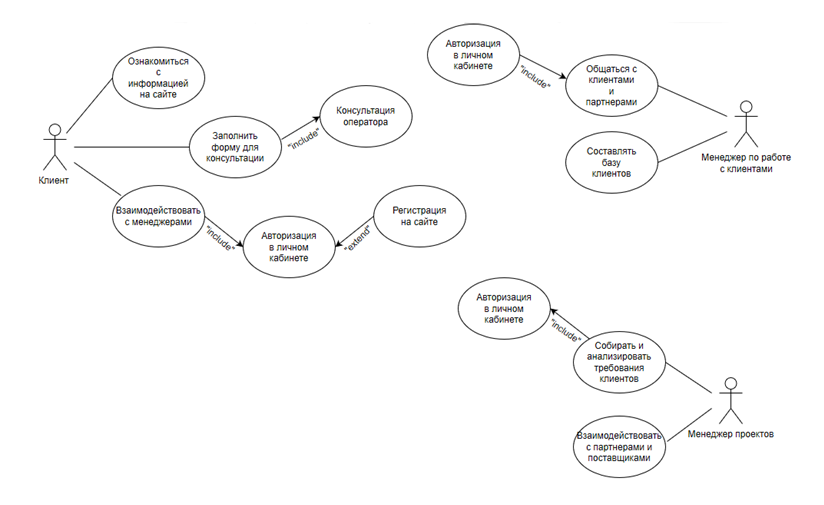 Ознакомиться
с
информацией
на сайте
Клиент
Заполнить
форму для
консультации
"include"
Консультация
оператора
Взаимодействовать
с менеджерами
"include"
Авторизация
в личном
кабинете
"extend"
Регистрация
на сайте
Авторизация
в личном
кабинете
"include"
Общаться с
клиентами
и
партнерами
Составлять
базу
клиентов
Менеджер по работе
с клиентами
Авторизация
в личном
кабинете
"include"
Собирать и
анализировать
требования
клиентов
Взаимодействовать
с партнерами и
поставщиками
Менеджер проектов